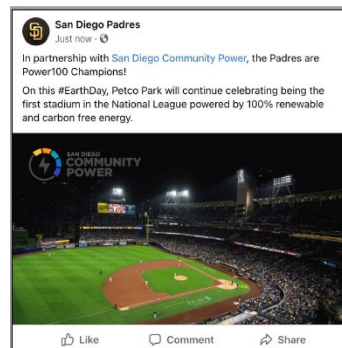 San Diego Padres
Just now ·
In partnership with San Diego Community Power, the Padres are
Power100 Champions!
On this #EarthDay, Petco Park will continue celebrating being the
first stadium in the National League powered by 100% renewable
and carbon free energy.
SAN DIEGO
COMMUNITY
POWER
Like Comment Share